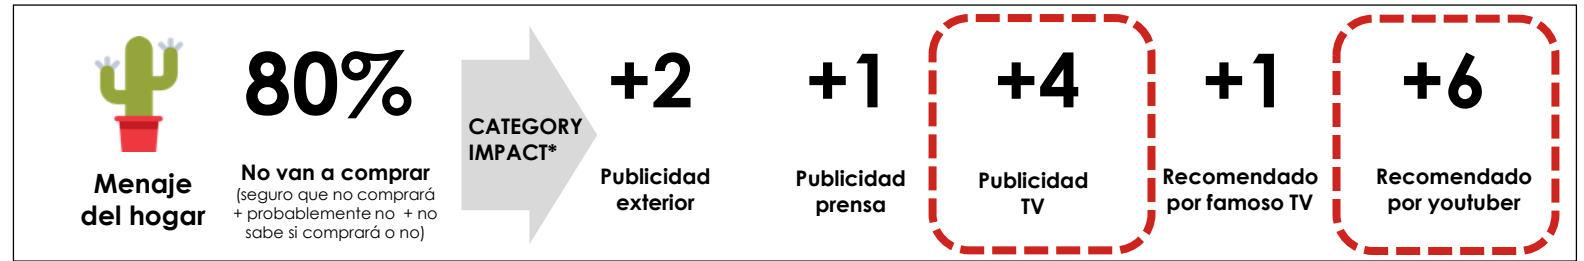 Menaje
del hogar
80%
No van a comprar
(seguro que no comprará
+ probablemente no + no
sabe si comprará o no)
CATEGORY
IMPACT*
+2
Publicidad
exterior
+1
Publicidad
prensa
+4
Publicidad
TV
+1
Recomendado
por famoso TV
+6
Recomendado
por youtuber